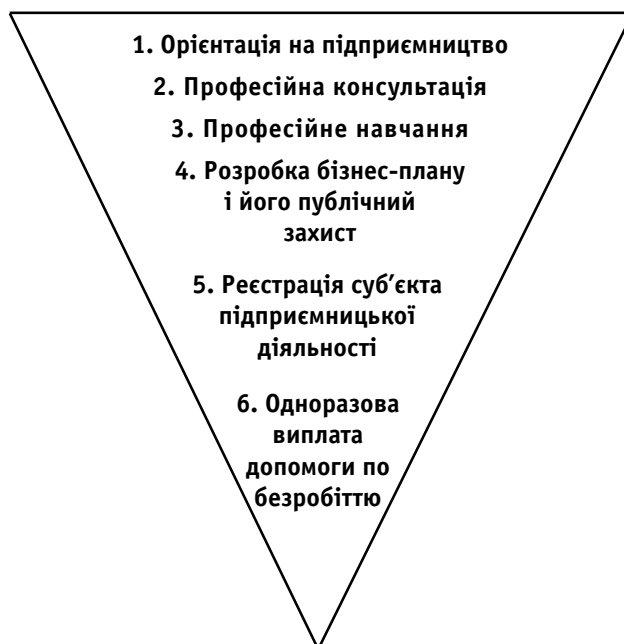 1. Орієнтація на підприємництво
2. Професійна консультація
3. Професійне навчання
4. Розробка бізнес-плану
і його публічний
захист
5. Реєстрація суб’єкта
підприємницької
діяльності
6. Одноразова
виплата
допомоги по
безробіттю